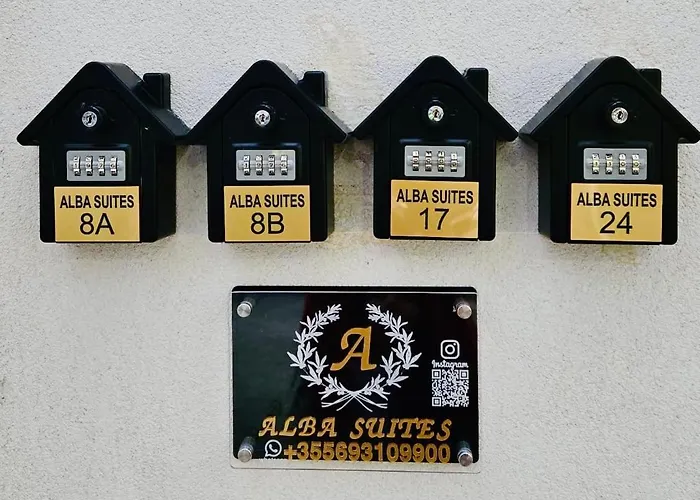 ALBA SUITES
8A
ALBA SUITES
8B
ALBA SUITES
17
ALBA SUITES
24
A
Instagram
ALBA SUITES
+355693109900